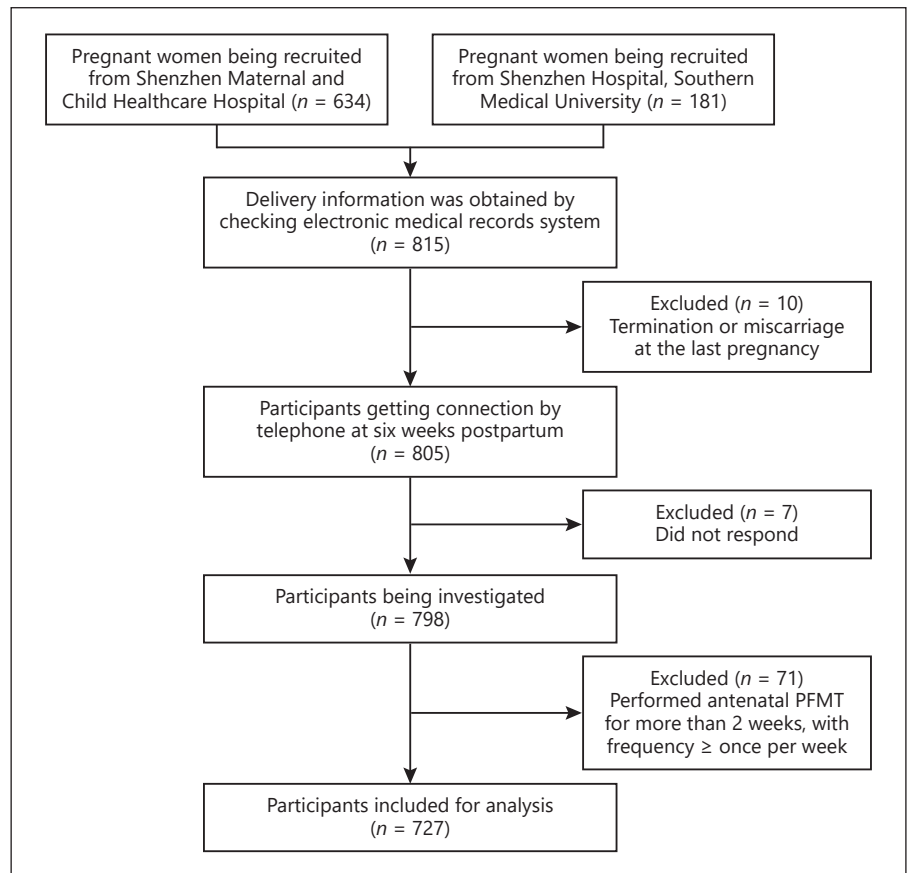 Pregnant women being recruited
from Shenzhen Maternal and
Child Healthcare Hospital (n = 634)
Pregnant women being recruited
from Shenzhen Hospital, Southern
Medical University (n = 181)
Delivery information was obtained by
checking electronic medical records system
(n = 815)
Excluded (n = 10)
Termination or miscarriage
at the last pregnancy
Participants getting connection by
telephone at six weeks postpartum
(n = 805)
Excluded (n = 7)
Did not respond
Participants being investigated
(n = 798)
Excluded (n = 71)
Performed antenatal PFMT
for more than 2 weeks, with
frequency ≥ once per week
Participants included for analysis
(n = 727)